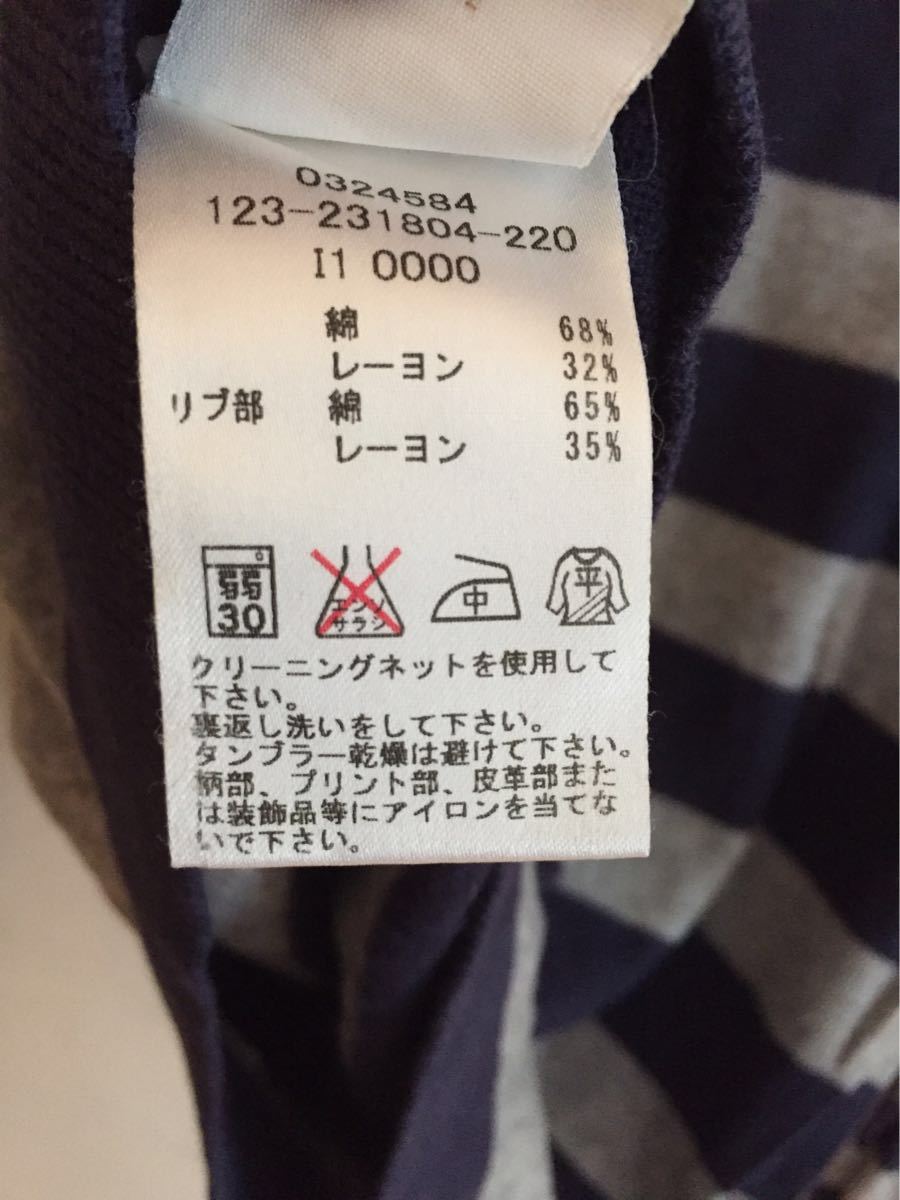 0324584
123-231804-220
I1 0000
綿 68%
レーヨン 32%
リブ部 綿 65%
レーヨン 35%
弱 30 エンソサラシ 中 平
クリーニングネットを使用して
下さい。
裏返し洗いをして下さい。
タンブラー乾燥は避けて下さい。
柄部、プリント部、皮革部また
は装飾品等にアイロンを当てな
いで下さい。